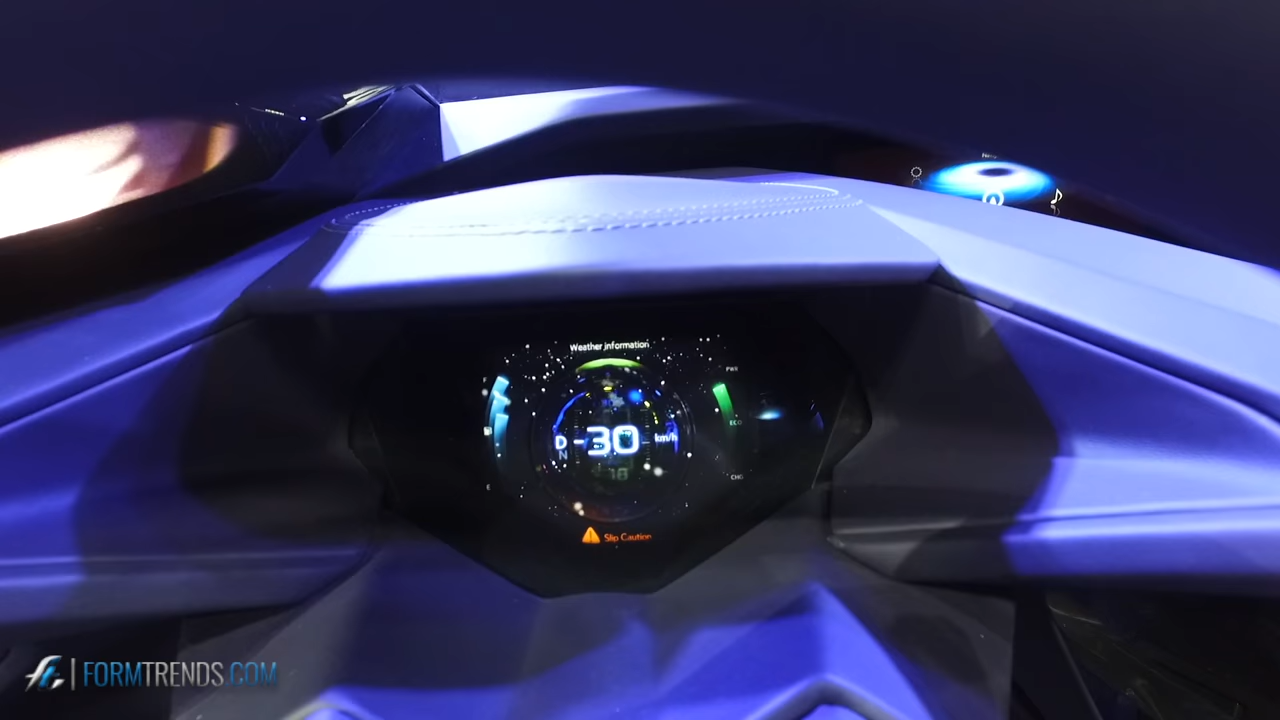 Weather information
PWR
D -30 km/h
N
ECO
CHG
E
Slip Caution
FORMTRENDS.COM